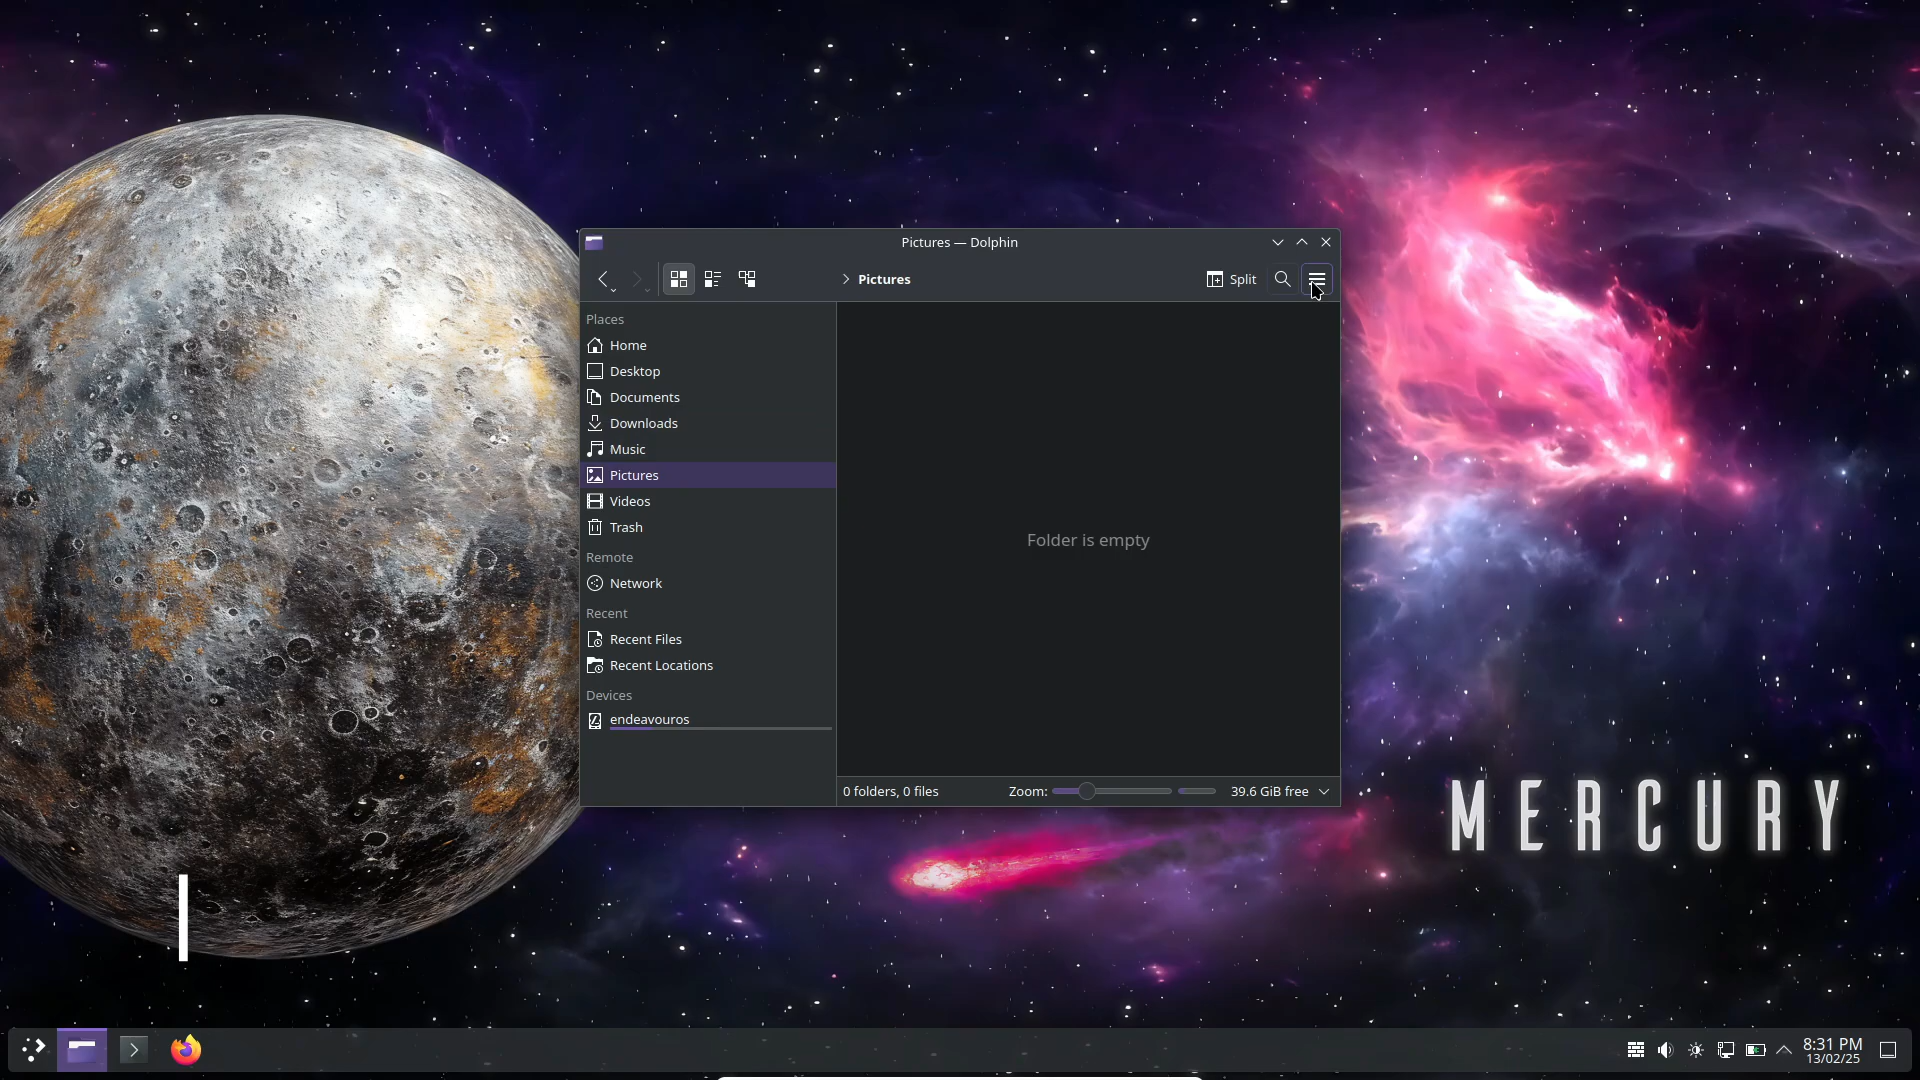 Pictures — Dolphin
Pictures
Split
Places
Home
Desktop
Documents
Downloads
Music
Pictures
Videos
Trash
Remote
Network
Recent
Recent Files
Recent Locations
Devices
endeavouros
Folder is empty
0 folders, 0 files
Zoom:
39.6 GiB free
MERCURY
8:31 PM
13/02/25